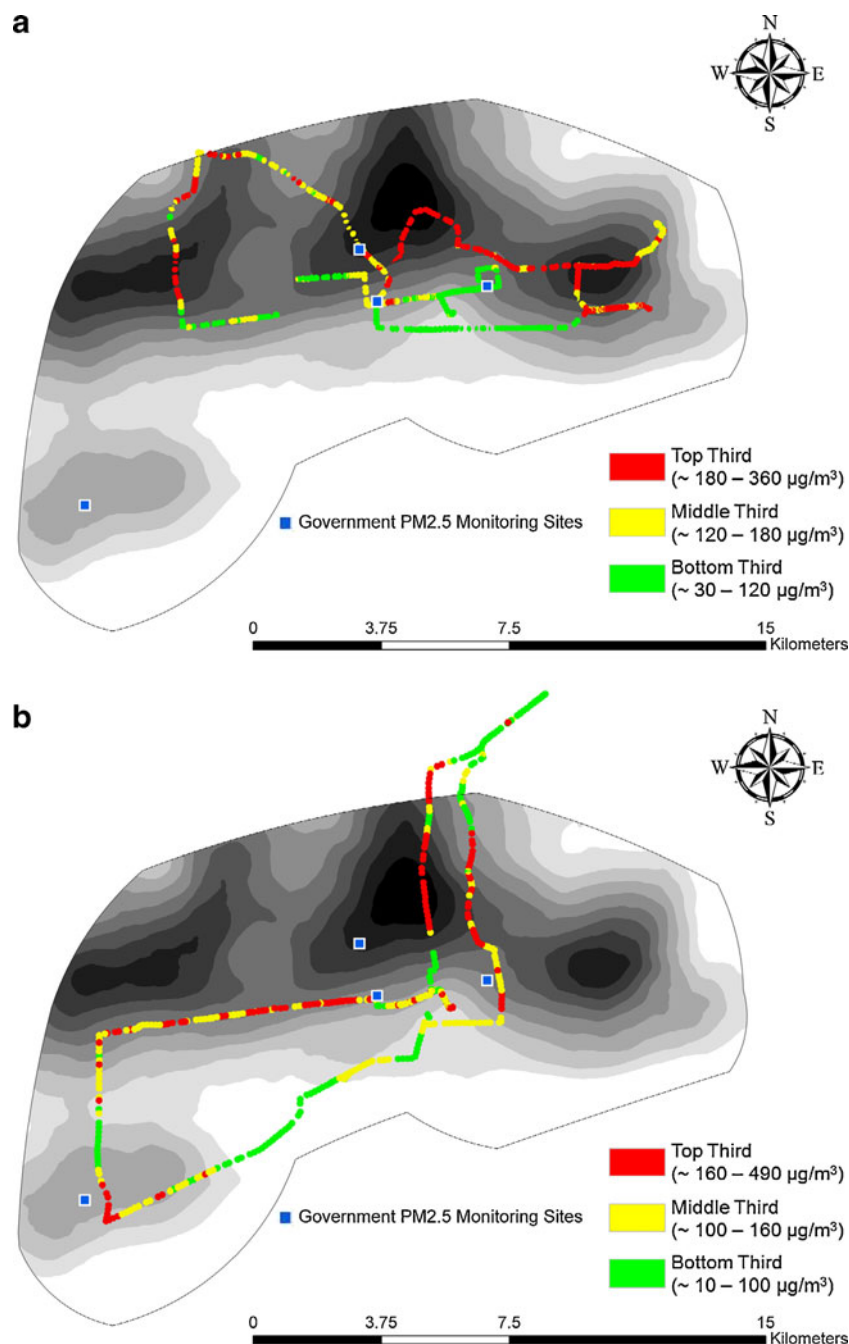 a
N
W E
S
Top Third
(~ 180 – 360 µg/m³)
Middle Third
(~ 120 – 180 µg/m³)
Bottom Third
(~ 30 – 120 µg/m³)
Government PM2.5 Monitoring Sites
0 3.75 7.5 15
Kilometers
b
N
W E
S
Top Third
(~ 160 – 490 µg/m³)
Middle Third
(~ 100 – 160 µg/m³)
Bottom Third
(~ 10 – 100 µg/m³)
Government PM2.5 Monitoring Sites
0 3.75 7.5 15
Kilometers